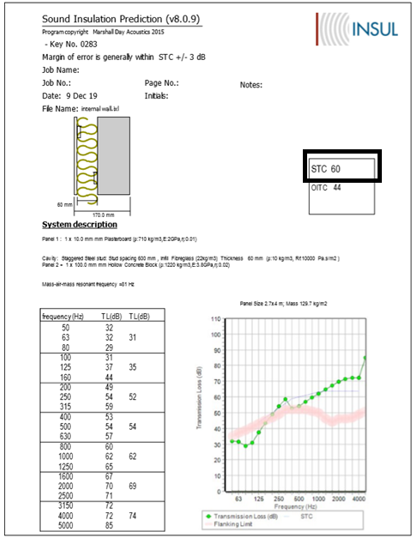 Sound Insulation Prediction (v8.0.9)
INSUL
Program copyright Marshall Day Acoustics 2015
- Key No. 0283
Margin of error is generally within STC +/- 3 dB
Job Name:
Job No.:
Page No.:
Notes:
Date: 9 Dec 19
Initials:
File Name: internal wall.ixl
STC 60
OITC 44
60 mm
170.0 mm
System description
Panel 1 : 1 x 10.0 mm mm Plasterboard (ρ:710 kg/m3,E:2GPa,η:0.01)
Cavity: Staggered Steel stud: Stud spacing 600 mm , Infill Fibreglass (22kg/m3) Thickness 60 mm (ρ:10 kg/m3, Rf:10000 Pa.s/m2 )
Panel 2 + 1 x 100.0 mm mm Hollow Concrete Block (ρ:1220 kg/m3,E:3.5GPa,η:0.02)
Mass-air-mass resonant frequency =81 Hz
frequency (Hz) TL(dB) TL(dB)
50 32
63 32 31
80 29
100 31
125 37 35
160 44
200 49
250 54 52
315 59
400 53
500 54 54
630 57
800 60
1000 62 62
1250 65
1600 67
2000 70 69
2500 71
3150 72
4000 72 74
5000 85
Panel Size 2.7x4 m; Mass 129.7 kg/m2
Transmission Loss (dB)
110
100
90
80
70
60
50
40
30
20
10
0
63 125 250 500 1000 2000 4000
Frequency (Hz)
Transmission Loss (dB) STC
Flanking Limit